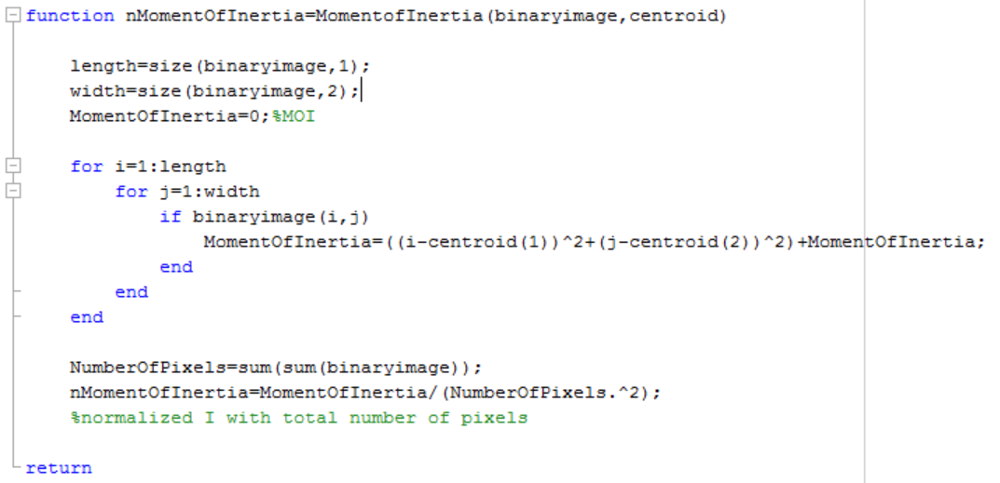 function nMomentOfInertia=MomentofInertia(binaryimage,centroid)
length=size(binaryimage,1);
width=size(binaryimage,2);
MomentOfInertia=0;%MOI
for i=1:length
for j=1:width
if binaryimage(i,j)
MomentOfInertia=((i-centroid(1))^2+(j-centroid(2))^2)+MomentOfInertia;
end
end
end
NumberOfPixels=sum(sum(binaryimage));
nMomentOfInertia=MomentOfInertia/(NumberOfPixels.^2);
%normalized I with total number of pixels
return